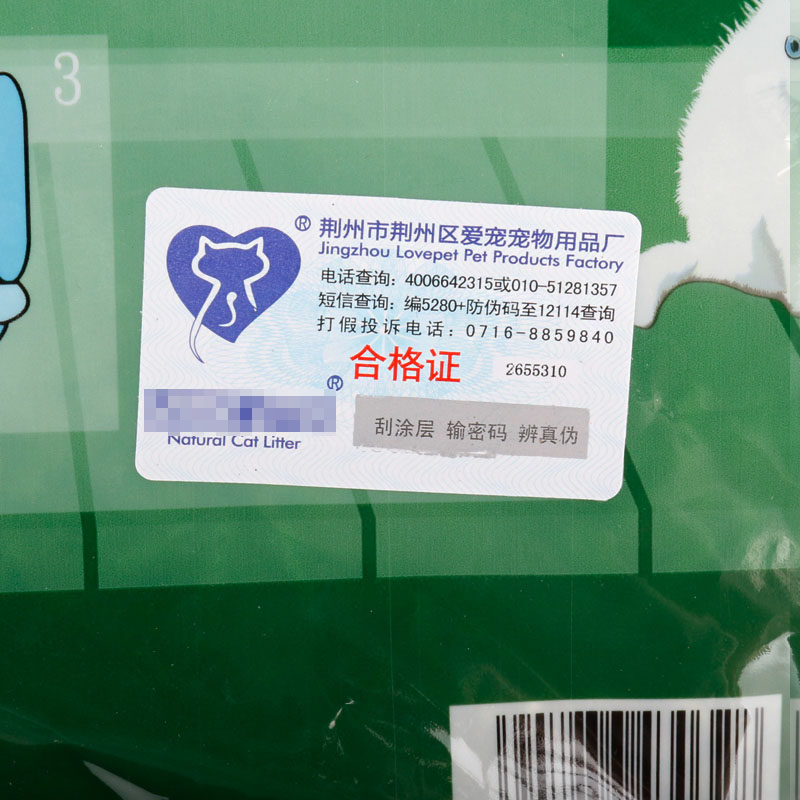 3
® 荆州市荆州区爱宠宠物用品厂
Jingzhou Lovepet Pet Products Factory
电话查询：4006642315或010-51281357
短信查询：编5280+防伪码至12114查询
打假投诉电话：0716-8859840
合格证 2655310
®
刮涂层 输密码 辨真伪
Natural Cat Litter